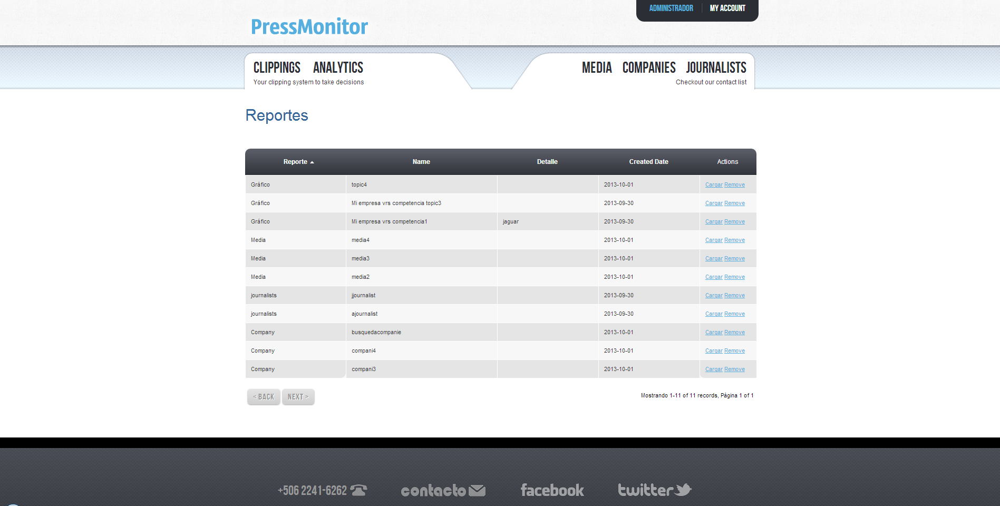 ADMINISTRADOR MY ACCOUNT
PressMonitor
CLIPPINGS ANALYTICS
Your clipping system to take decisions
MEDIA COMPANIES JOURNALISTS
Checkout our contact list
Reportes
Reporte Name Detalle Created Date Actions
Gráfico topic4 2013-10-01 Cargar Remove
Gráfico Mi empresa vrs competencia topic3 2013-09-30 Cargar Remove
Gráfico Mi empresa vrs competencia1 jaguar 2013-09-30 Cargar Remove
Media media4 2013-10-01 Cargar Remove
Media media3 2013-10-01 Cargar Remove
Media media2 2013-10-01 Cargar Remove
journalists jjournalist 2013-09-30 Cargar Remove
journalists ajournalist 2013-09-30 Cargar Remove
Company busquedacompanie 2013-10-01 Cargar Remove
Company compani4 2013-10-01 Cargar Remove
Company compani3 2013-10-01 Cargar Remove
< BACK NEXT > Mostrando 1-11 of 11 records, Página 1 of 1
+506 2241-6262 contacto facebook twitter